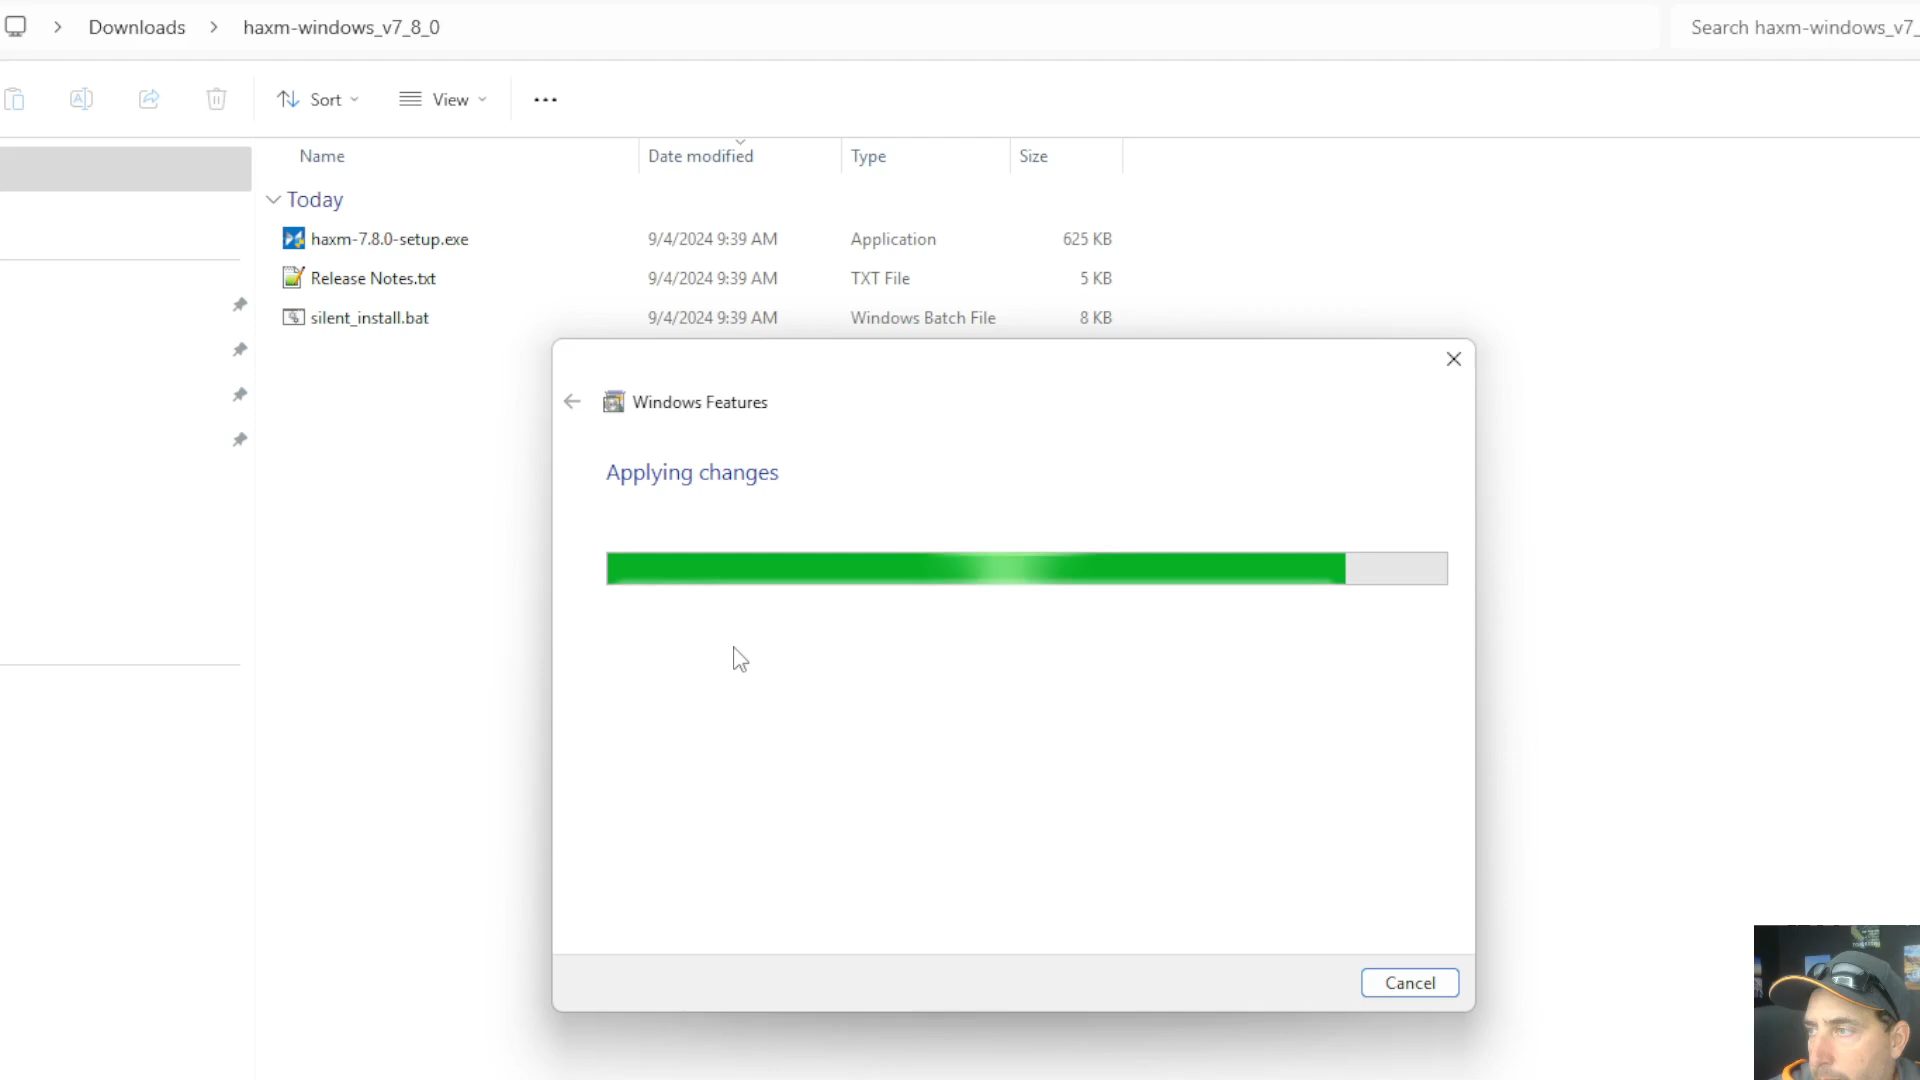 Downloads
haxm-windows_v7_8_0
Search haxm-windows_v7_
Sort
View
Name
Date modified
Type
Size
Today
haxm-7.8.0-setup.exe
9/4/2024 9:39 AM
Application
625 KB
Release Notes.txt
9/4/2024 9:39 AM
TXT File
5 KB
silent_install.bat
9/4/2024 9:39 AM
Windows Batch File
8 KB
Windows Features
Applying changes
Cancel